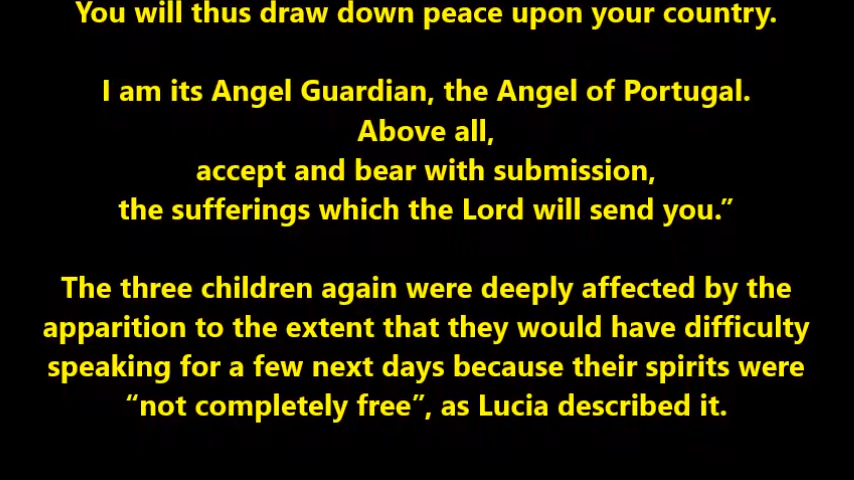 You will thus draw down peace upon your country.
I am its Angel Guardian, the Angel of Portugal.
Above all,
accept and bear with submission,
the sufferings which the Lord will send you.”
The three children again were deeply affected by the
apparition to the extent that they would have difficulty
speaking for a few next days because their spirits were
“not completely free”, as Lucia described it.